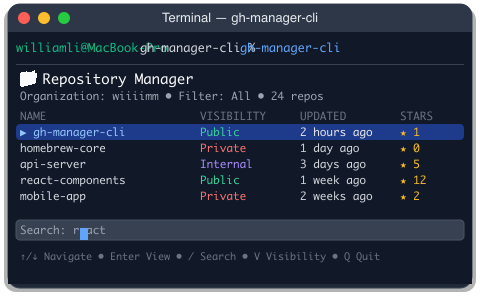 Terminal — gh-manager-cli
williamli@MacBook-Pro gh-manager-cli % gh-manager-cli
Repository Manager
Organization: wiiiimm • Filter: All • 24 repos
NAME VISIBILITY UPDATED STARS
▶ gh-manager-cli Public 2 hours ago ★ 1
homebrew-core Private 1 day ago ★ 0
api-server Internal 3 days ago ★ 5
react-components Public 1 week ago ★ 12
mobile-app Private 2 weeks ago ★ 2
Search: react
↑/↓ Navigate • Enter View • / Search • V Visibility • Q Quit